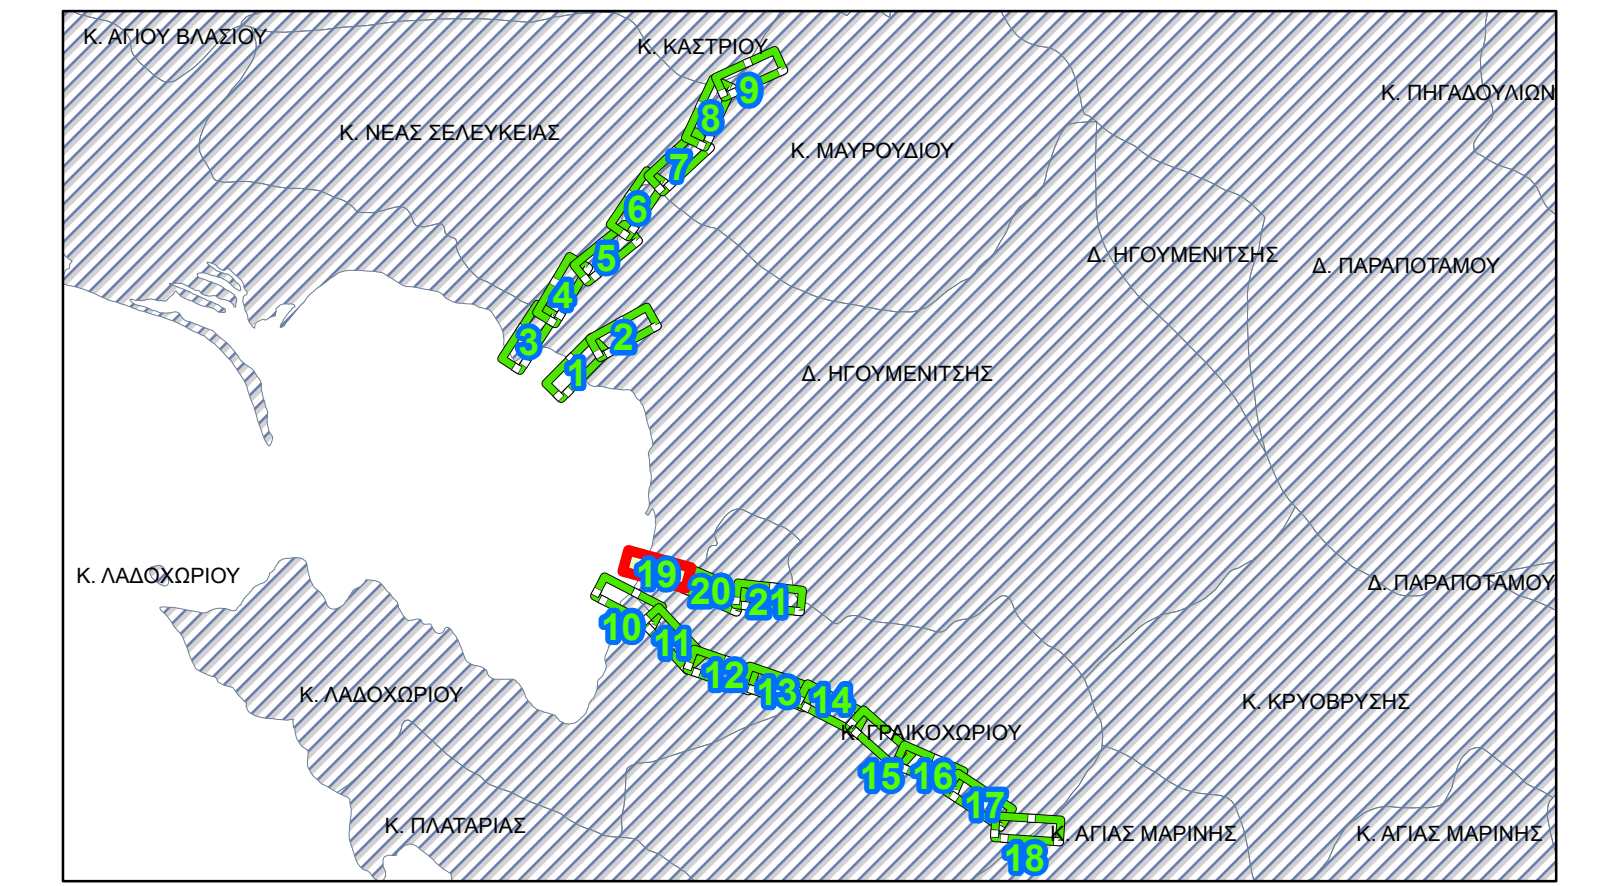 Κ. ΑΓΙΟΥ ΒΛΑΣΙΟΥ
Κ. ΚΑΣΤΡΙΟΥ
9
Κ. ΠΗΓΑΔΟΥΛΙΩΝ
8
Κ. ΝΕΑΣ ΣΕΛΕΥΚΕΙΑΣ
Κ. ΜΑΥΡΟΥΔΙΟΥ
7
6
5
Δ. ΗΓΟΥΜΕΝΙΤΣΗΣ
Δ. ΠΑΡΑΠΟΤΑΜΟΥ
4
3
2
1
Δ. ΗΓΟΥΜΕΝΙΤΣΗΣ
Κ. ΛΑΔΟΧΩΡΙΟΥ
19
Δ. ΠΑΡΑΠΟΤΑΜΟΥ
20
21
10
11
12
Κ. ΛΑΔΟΧΩΡΙΟΥ
13
14
Κ. ΚΡΥΟΒΡΥΣΗΣ
Κ. ΓΡΑΙΚΟΧΩΡΙΟΥ
15
16
17
Κ. ΠΛΑΤΑΡΙΑΣ
Κ. ΑΓΙΑΣ ΜΑΡΙΝΗΣ
Κ. ΑΓΙΑΣ ΜΑΡΙΝΗΣ
18